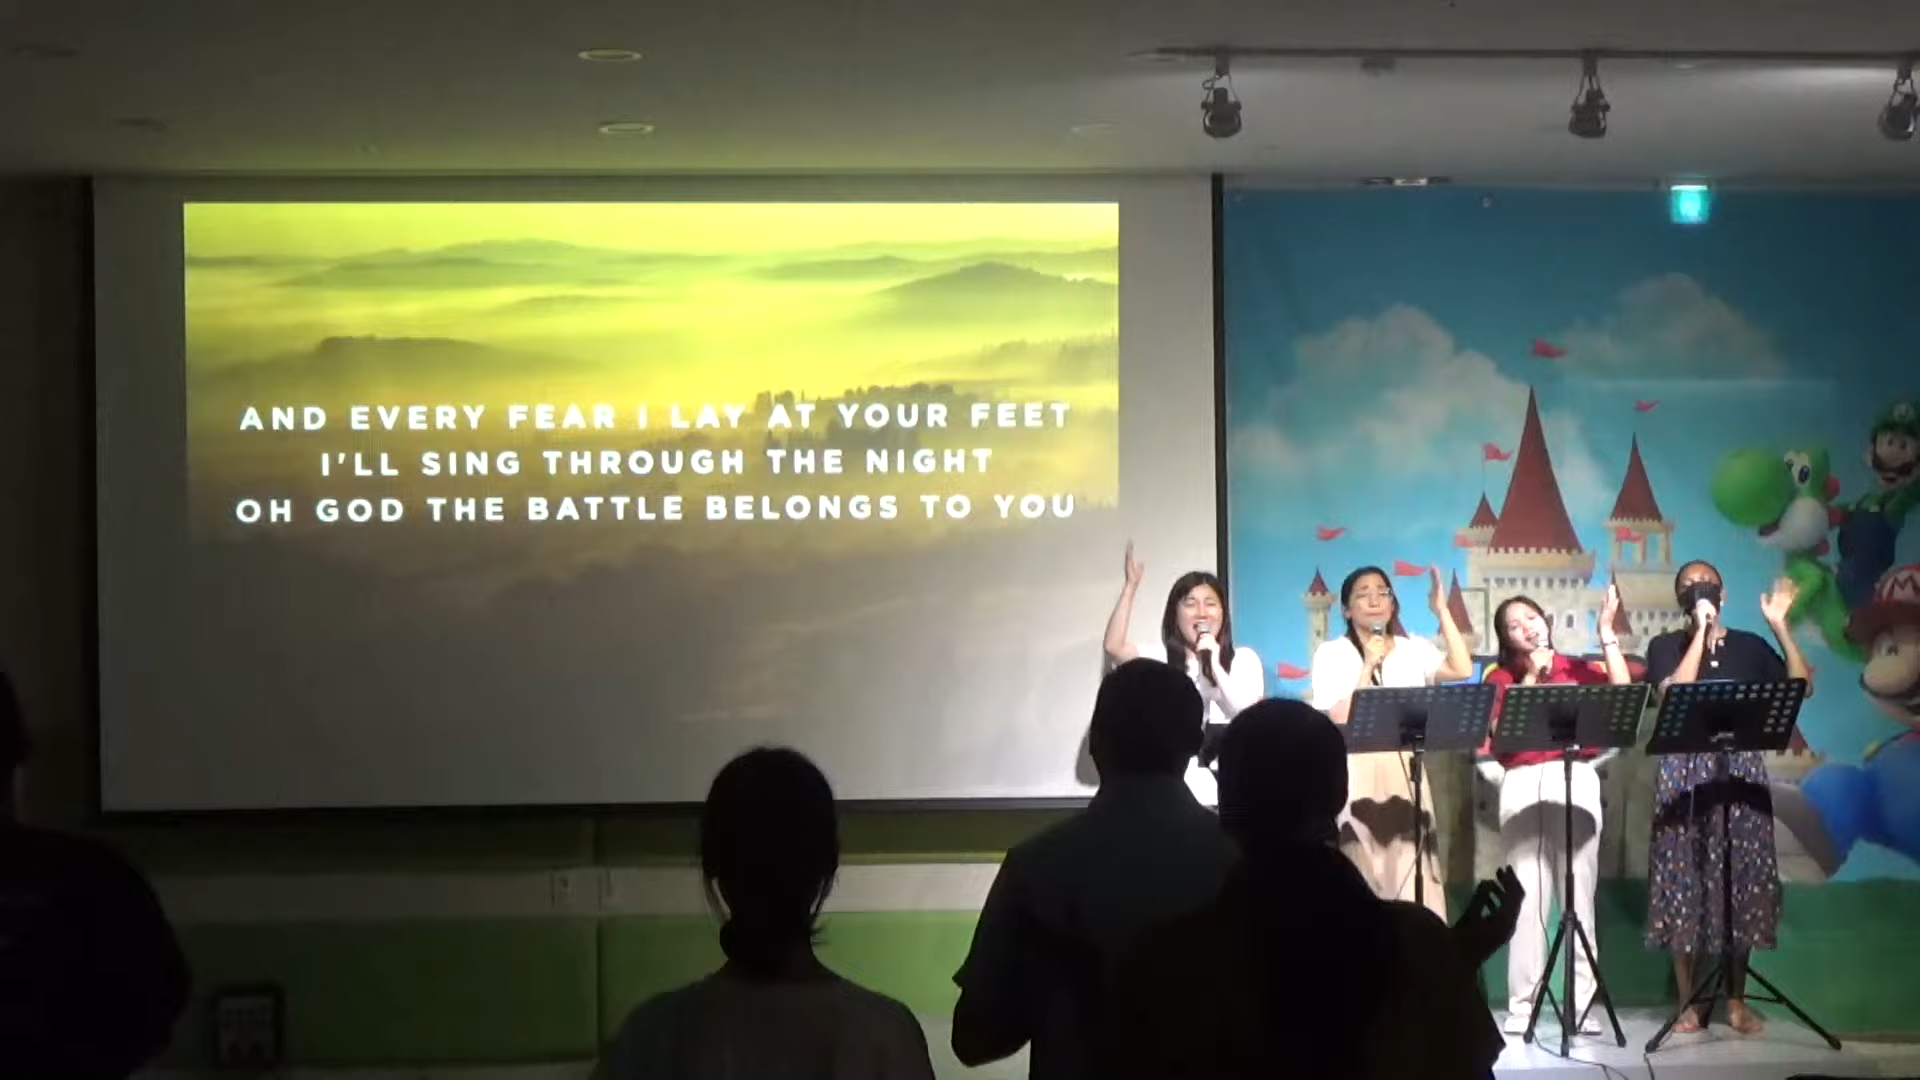 AND EVERY FEAR I LAY AT YOUR FEET
I'LL SING THROUGH THE NIGHT
OH GOD THE BATTLE BELONGS TO YOU
M